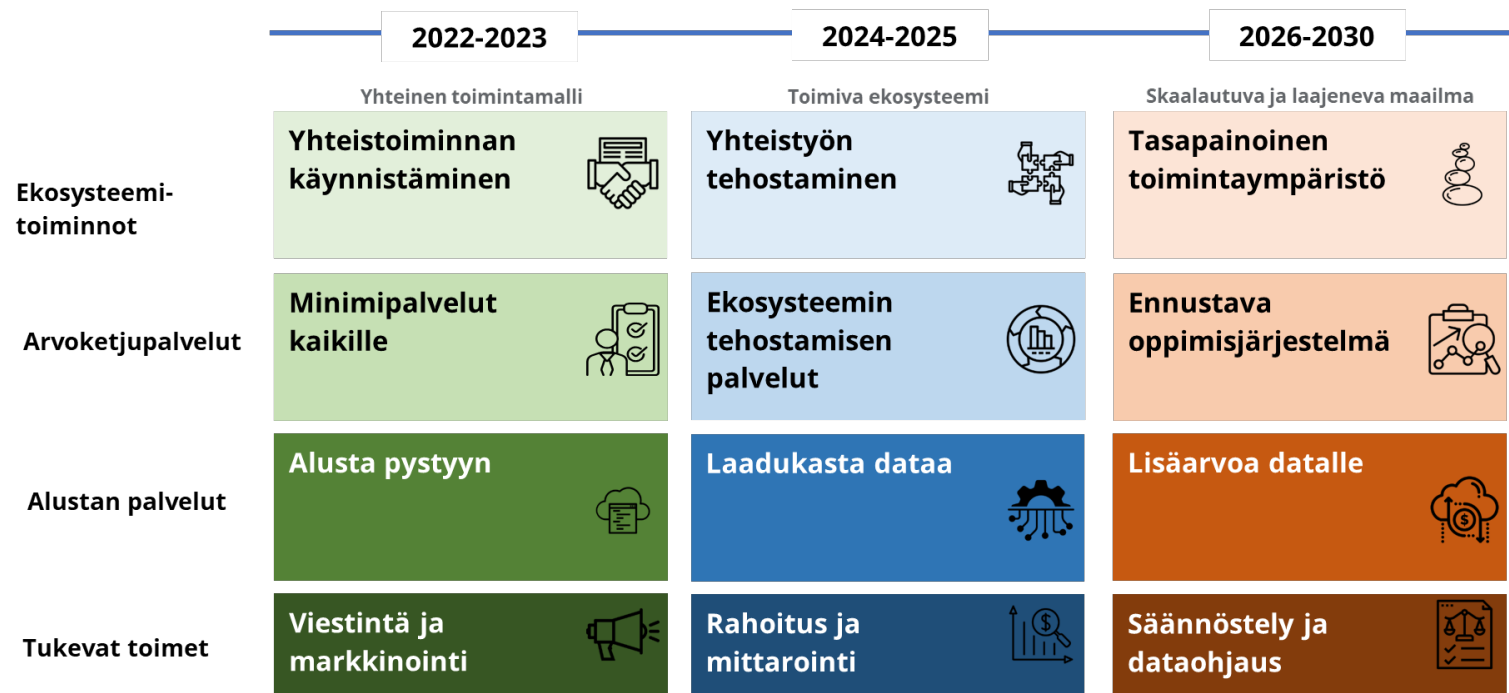 2022-2023
2024-2025
2026-2030
Yhteinen toimintamalli
Toimiva ekosysteemi
Skaalautuva ja laajeneva maailma
Ekosysteemi-
toiminnot
Yhteistoiminnan
käynnistäminen
Yhteistyön
tehostaminen
Tasapainoinen
toimintaympäristö
Arvoketjupalvelut
Minimipalvelut
kaikille
Ekosysteemin
tehostamisen
palvelut
Ennustava
oppimisjärjestelmä
Alustan palvelut
Alusta pystyyn
Laadukasta dataa
Lisäarvoa datalle
$
Tukevat toimet
Viestintä ja
markkinointi
Rahoitus ja
mittarointi
$
Säännöstely ja
dataohjaus